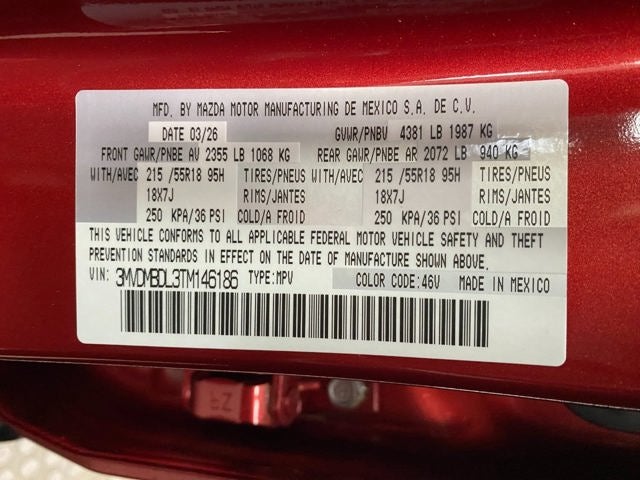 MFD. BY MAZDA MOTOR MANUFACTURING DE MEXICO S.A. DE C.V.
DATE 03/26 GVWR/PNBV 4381 LB 1987 KG
FRONT GAWR/PNBE AV 2355 LB 1068 KG REAR GAWR/PNBE AR 2072 LB 940 KG
WITH/AVEC 215 /55R18 95H TIRES/PNEUS WITH/AVEC 215 /55R18 95H TIRES/PNEUS
18X7J RIMS/JANTES 18X7J RIMS/JANTES
250 KPA/36 PSI COLD/A FROID 250 KPA/36 PSI COLD/A FROID
THIS VEHICLE CONFORMS TO ALL APPLICABLE FEDERAL MOTOR VEHICLE SAFETY AND THEFT
PREVENTION STANDARDS IN EFFECT ON THE DATE OF MANUFACTURE SHOWN ABOVE.
VIN: 3MVDMBDL3TM146186 TYPE:MPV COLOR CODE:46V MADE IN MEXICO